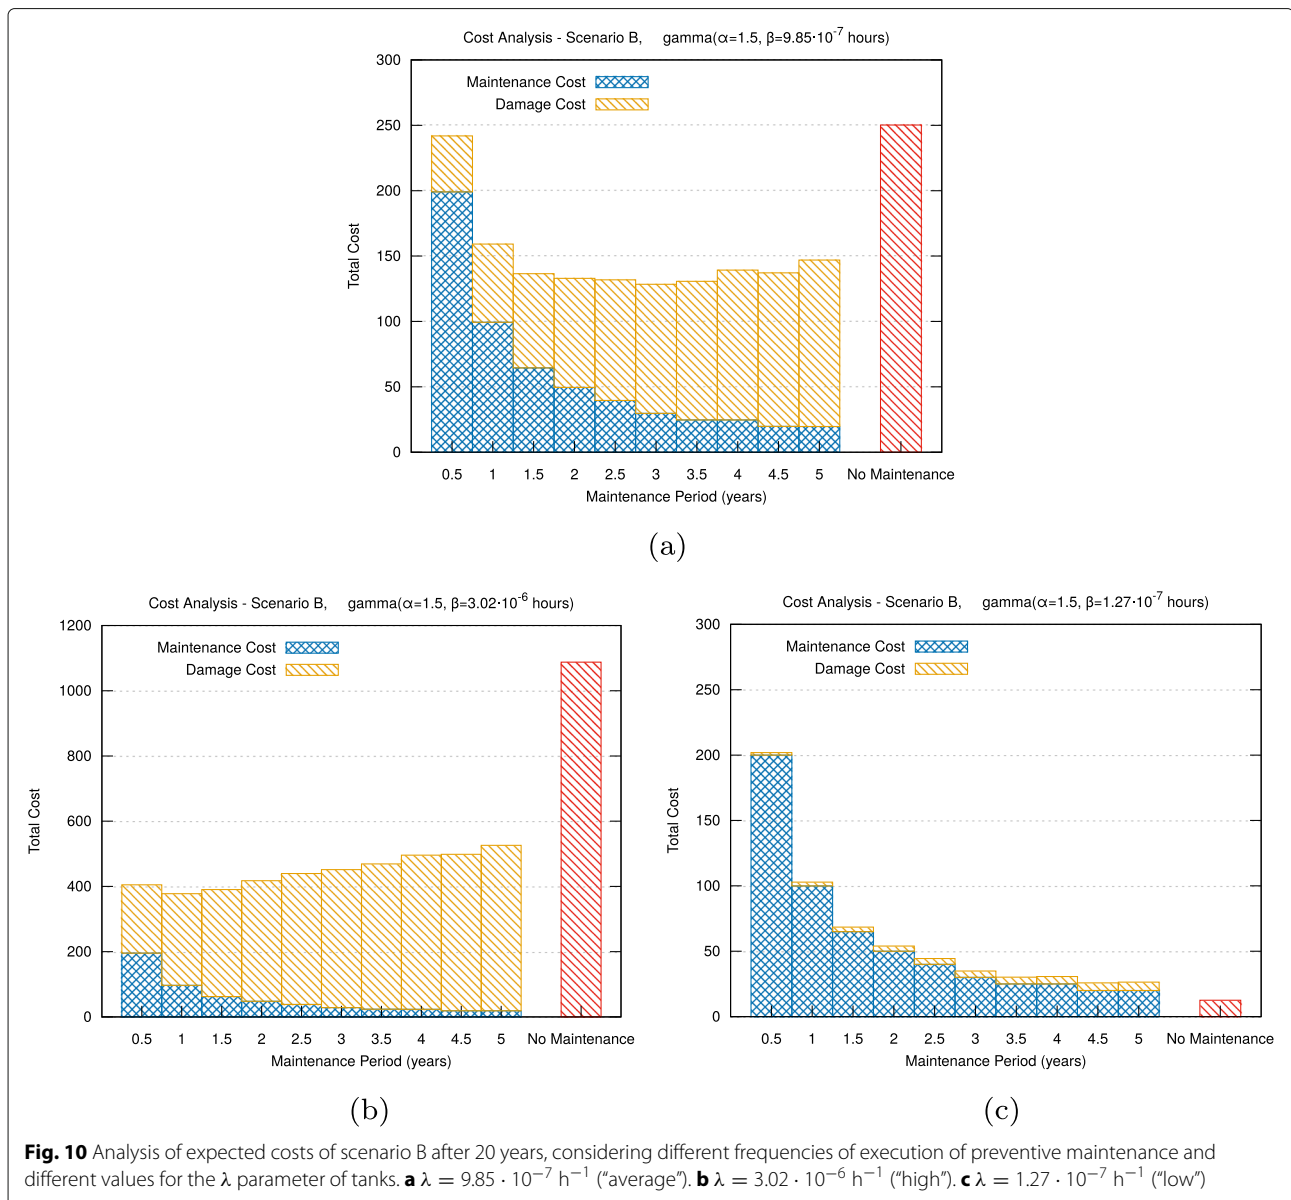 Cost Analysis - Scenario B, gamma(α=1.5, β=9.85·10-7 hours)
300
250
200
150
100
50
0
Total Cost
Maintenance Cost
Damage Cost
0.5 1 1.5 2 2.5 3 3.5 4 4.5 5 No Maintenance
Maintenance Period (years)
(a)
Cost Analysis - Scenario B, gamma(α=1.5, β=3.02·10-6 hours)
1200
1000
800
600
400
200
0
Total Cost
Maintenance Cost
Damage Cost
0.5 1 1.5 2 2.5 3 3.5 4 4.5 5 No Maintenance
Maintenance Period (years)
(b)
Cost Analysis - Scenario B, gamma(α=1.5, β=1.27·10-7 hours)
300
250
200
150
100
50
0
Total Cost
Maintenance Cost
Damage Cost
0.5 1 1.5 2 2.5 3 3.5 4 4.5 5 No Maintenance
Maintenance Period (years)
(c)
Fig. 10 Analysis of expected costs of scenario B after 20 years, considering different frequencies of execution of preventive maintenance and
different values for the λ parameter of tanks. a λ = 9.85 · 10−7 h−1 (“average”). b λ = 3.02 · 10−6 h−1 (“high”). c λ = 1.27 · 10−7 h−1 (“low”)